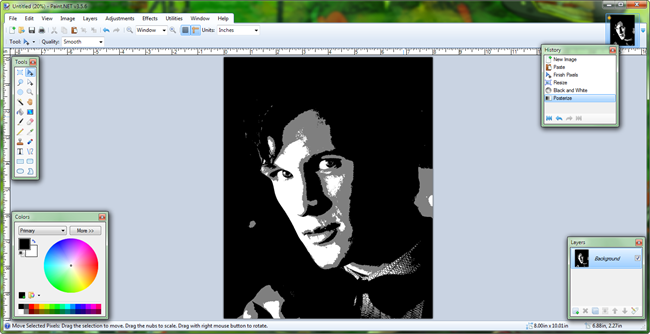 Untitled (20%) - Paint.NET v3.5.6
File Edit View Image Layers Adjustments Effects Utilities Window Help
Window Units: Inches
Tool: Quality: Smooth
Tools
History
New Image
Paste
Finish Pixels
Resize
Black and White
Posterize
Colors
Primary
More >>
Layers
Background
Move Selected Pixels: Drag the selection to move. Drag the nubs to scale. Drag with right mouse button to rotate.
8.00in x 10.01in
6.88in, 2.27in